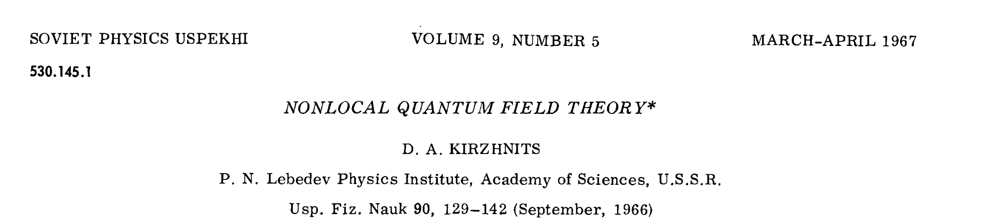 SOVIET PHYSICS USPEKHI VOLUME 9, NUMBER 5 MARCH-APRIL 1967
530.145.1
NONLOCAL QUANTUM FIELD THEORY*
D. A. KIRZHNITS
P. N. Lebedev Physics Institute, Academy of Sciences, U.S.S.R.
Usp. Fiz. Nauk 90, 129–142 (September, 1966)